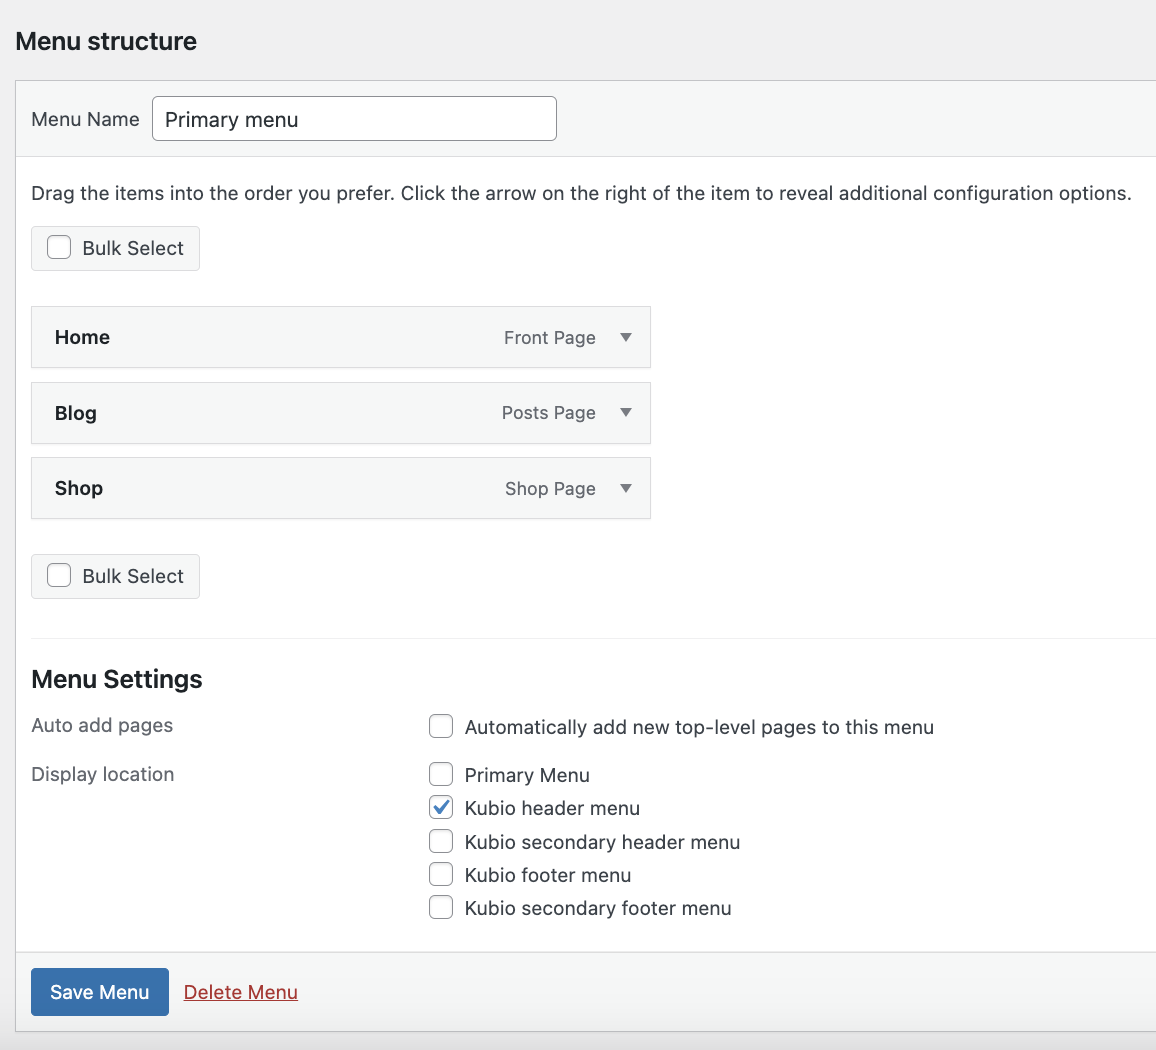 Menu structure
Menu Name Primary menu
Drag the items into the order you prefer. Click the arrow on the right of the item to reveal additional configuration options.
Bulk Select
Home Front Page
Blog Posts Page
Shop Shop Page
Bulk Select
Menu Settings
Auto add pages Automatically add new top-level pages to this menu
Display location Primary Menu
Kubio header menu
Kubio secondary header menu
Kubio footer menu
Kubio secondary footer menu
Save Menu Delete Menu